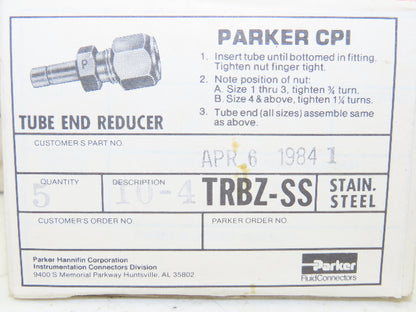 PARKER CPI
1. Insert tube until bottomed in fitting.
Tighten nut finger tight.
2. Note position of nut:
A. Size 1 thru 3, tighten ¾ turn.
B. Size 4 & above, tighten 1¼ turns.
3. Tube end (all sizes) assemble same
as above.
P
TUBE END REDUCER
CUSTOMER'S PART NO.
APR 6 1984 1
QUANTITY
5
DESCRIPTION
10-4
TRBZ-SS
STAIN.
STEEL
CUSTOMER'S ORDER NO.
PARKER ORDER NO.
Parker Hannifin Corporation
Instrumentation Connectors Division
9400 S Memorial Parkway Huntsville, AL 35802
Parker
FluidConnectors